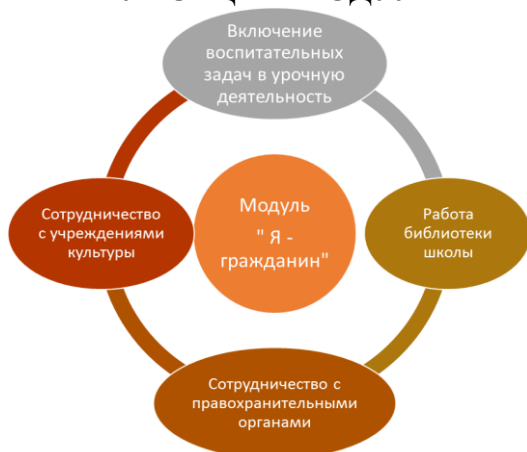 Включение
воспитательных
задач в урочную
деятельность
Сотрудничество
с учреждениями
культуры
Модуль
" Я -
гражданин"
Работа
библиотеки
школы
Сотрудничество с
правохранительными
органами